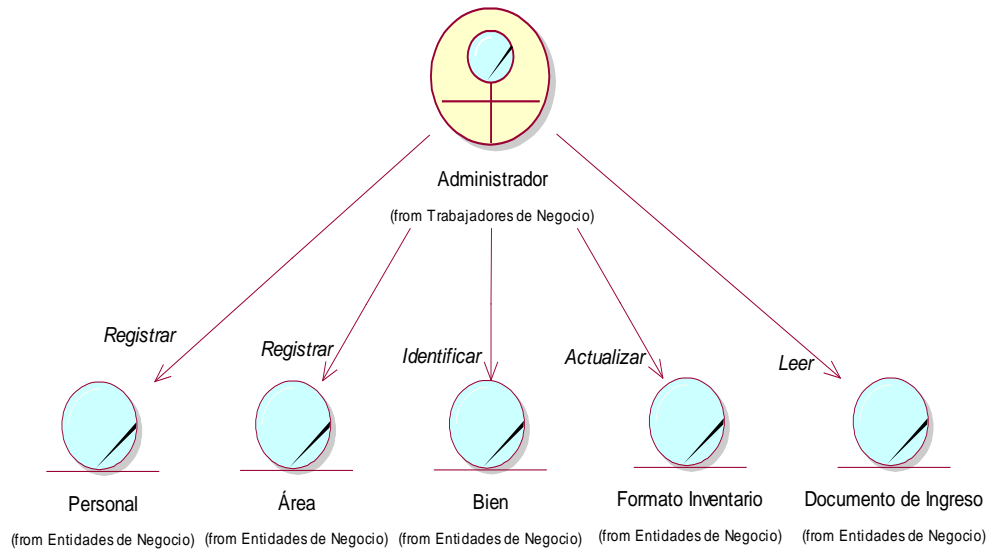 Administrador
(from Trabajadores de Negocio)
Registrar
Registrar
Identificar
Actualizar
Leer
Personal
(from Entidades de Negocio)
Área
(from Entidades de Negocio)
Bien
(from Entidades de Negocio)
Formato Inventario
(from Entidades de Negocio)
Documento de Ingreso
(from Entidades de Negocio)